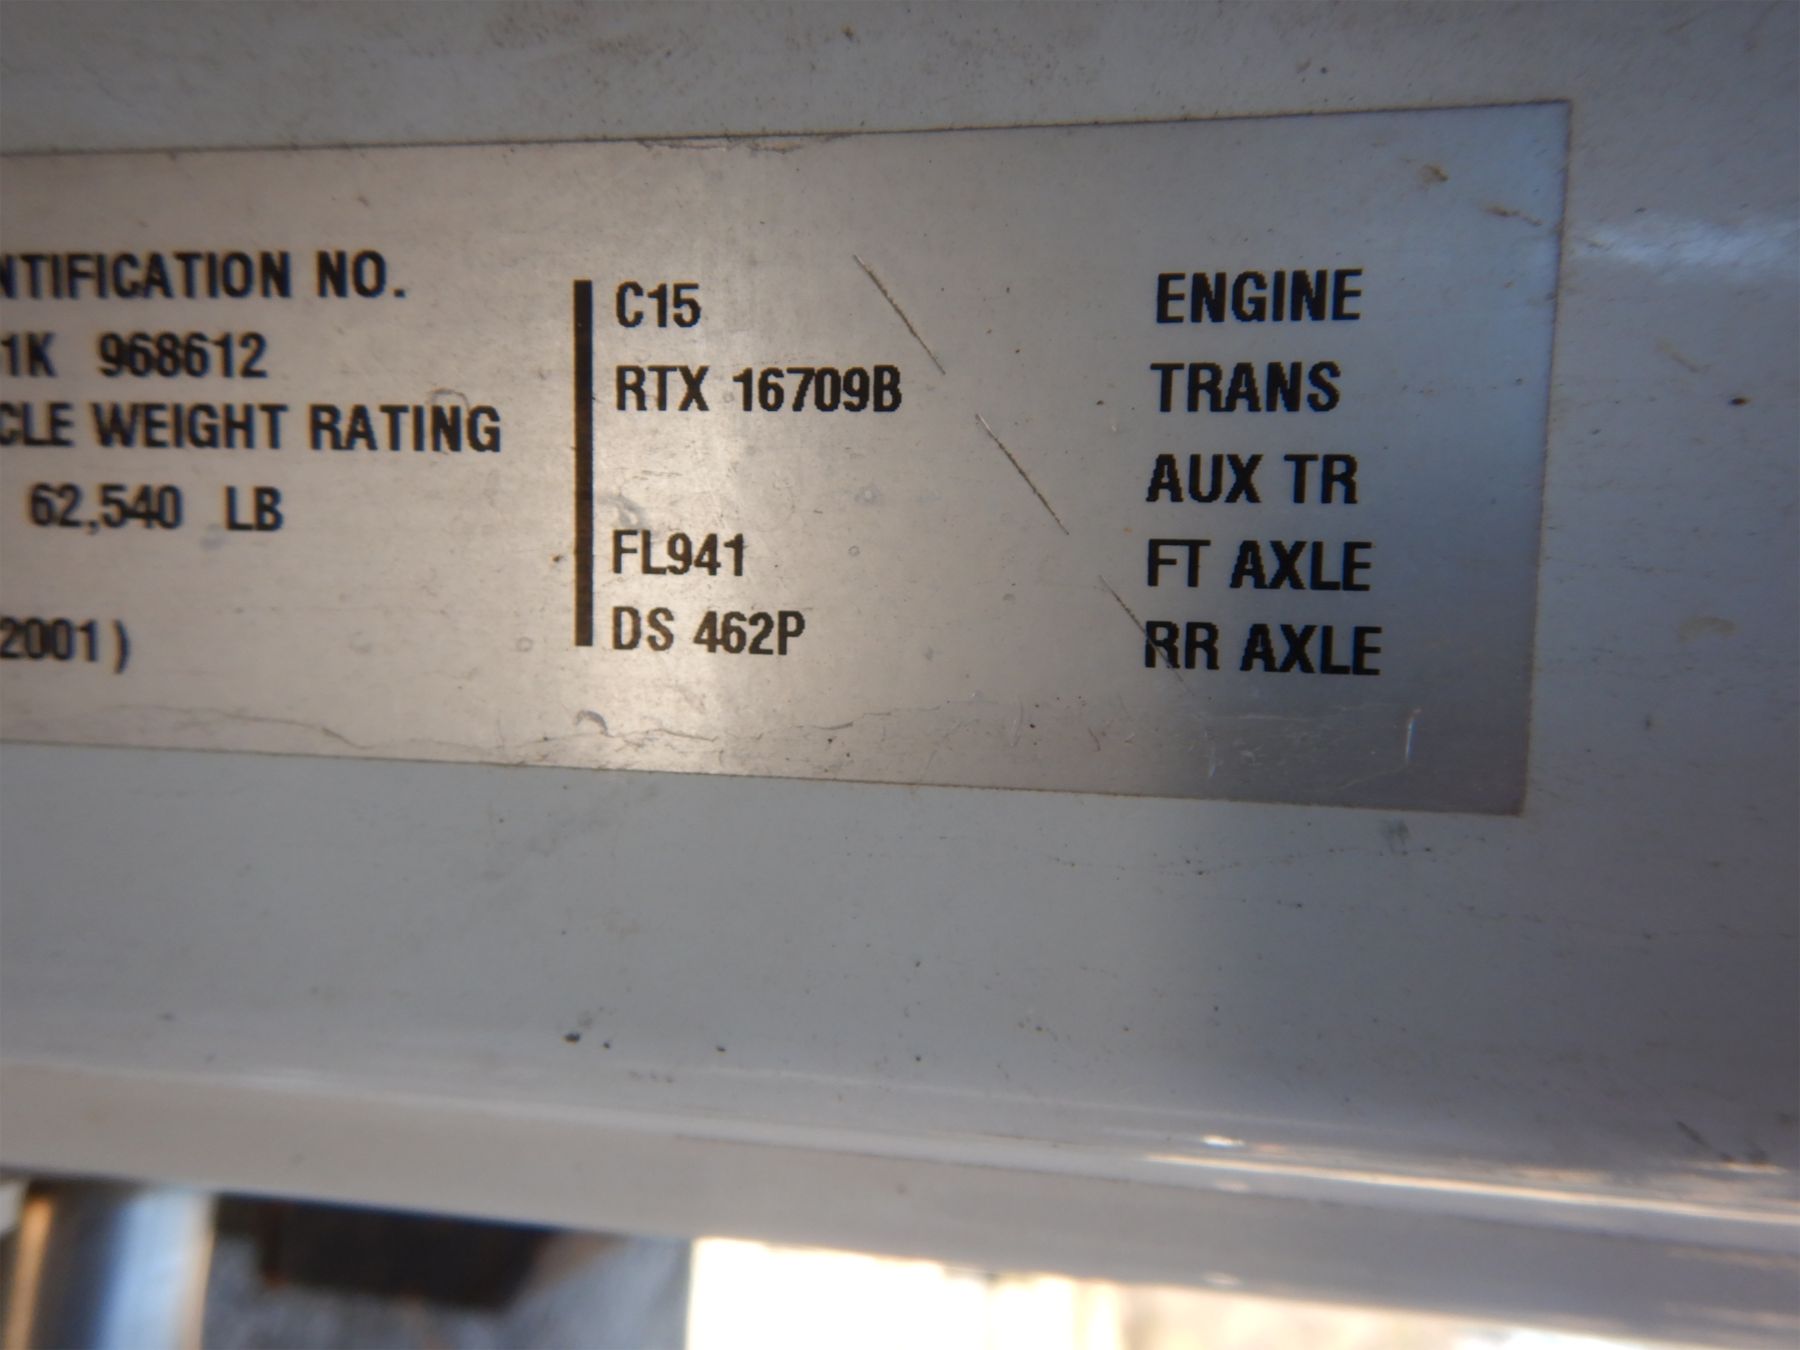 NTIFICATION NO.
1K 968612
CLE WEIGHT RATING
62,540 LB
2001)
C15 ENGINE
RTX 16709B TRANS
AUX TR
FL941 FT AXLE
DS 462P RR AXLE